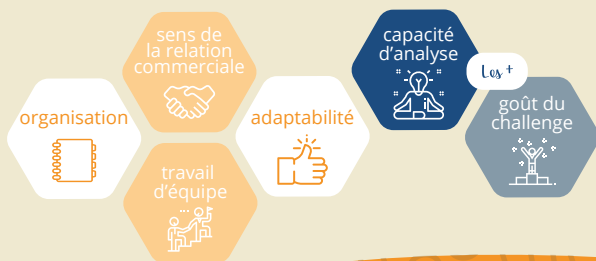 sens de
la relation
commerciale
capacité
d'analyse
Les +
organisation
adaptabilité
goût du
challenge
travail
d'équipe